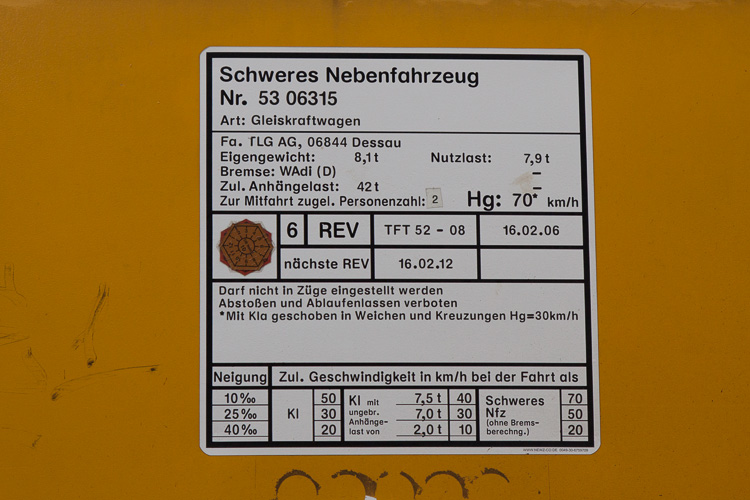 Schweres Nebenfahrzeug
Nr. 53 06315
Art: Gleiskraftwagen
Fa. TLG AG, 06844 Dessau
Eigengewicht: 8,1 t Nutzlast: 7,9 t
Bremse: WAdi (D) –
Zul. Anhängelast: 42 t –
Zur Mitfahrt zugel. Personenzahl: 2 Hg: 70* km/h
6 REV TFT 52 - 08 16.02.06
nächste REV 16.02.12
Darf nicht in Züge eingestellt werden
Abstoßen und Ablaufenlassen verboten
*Mit Kla geschoben in Weichen und Kreuzungen Hg=30km/h
Neigung Zul. Geschwindigkeit in km/h bei der Fahrt als
10 ‰ 50 Kl mit 7,5 t 40 Schweres 70
25 ‰ Kl 30 ungebr. 7,0 t 30 Nfz 50
40 ‰ 20 Anhänge- 2,0 t 10 (ohne Brems- 20
last von berechng.)